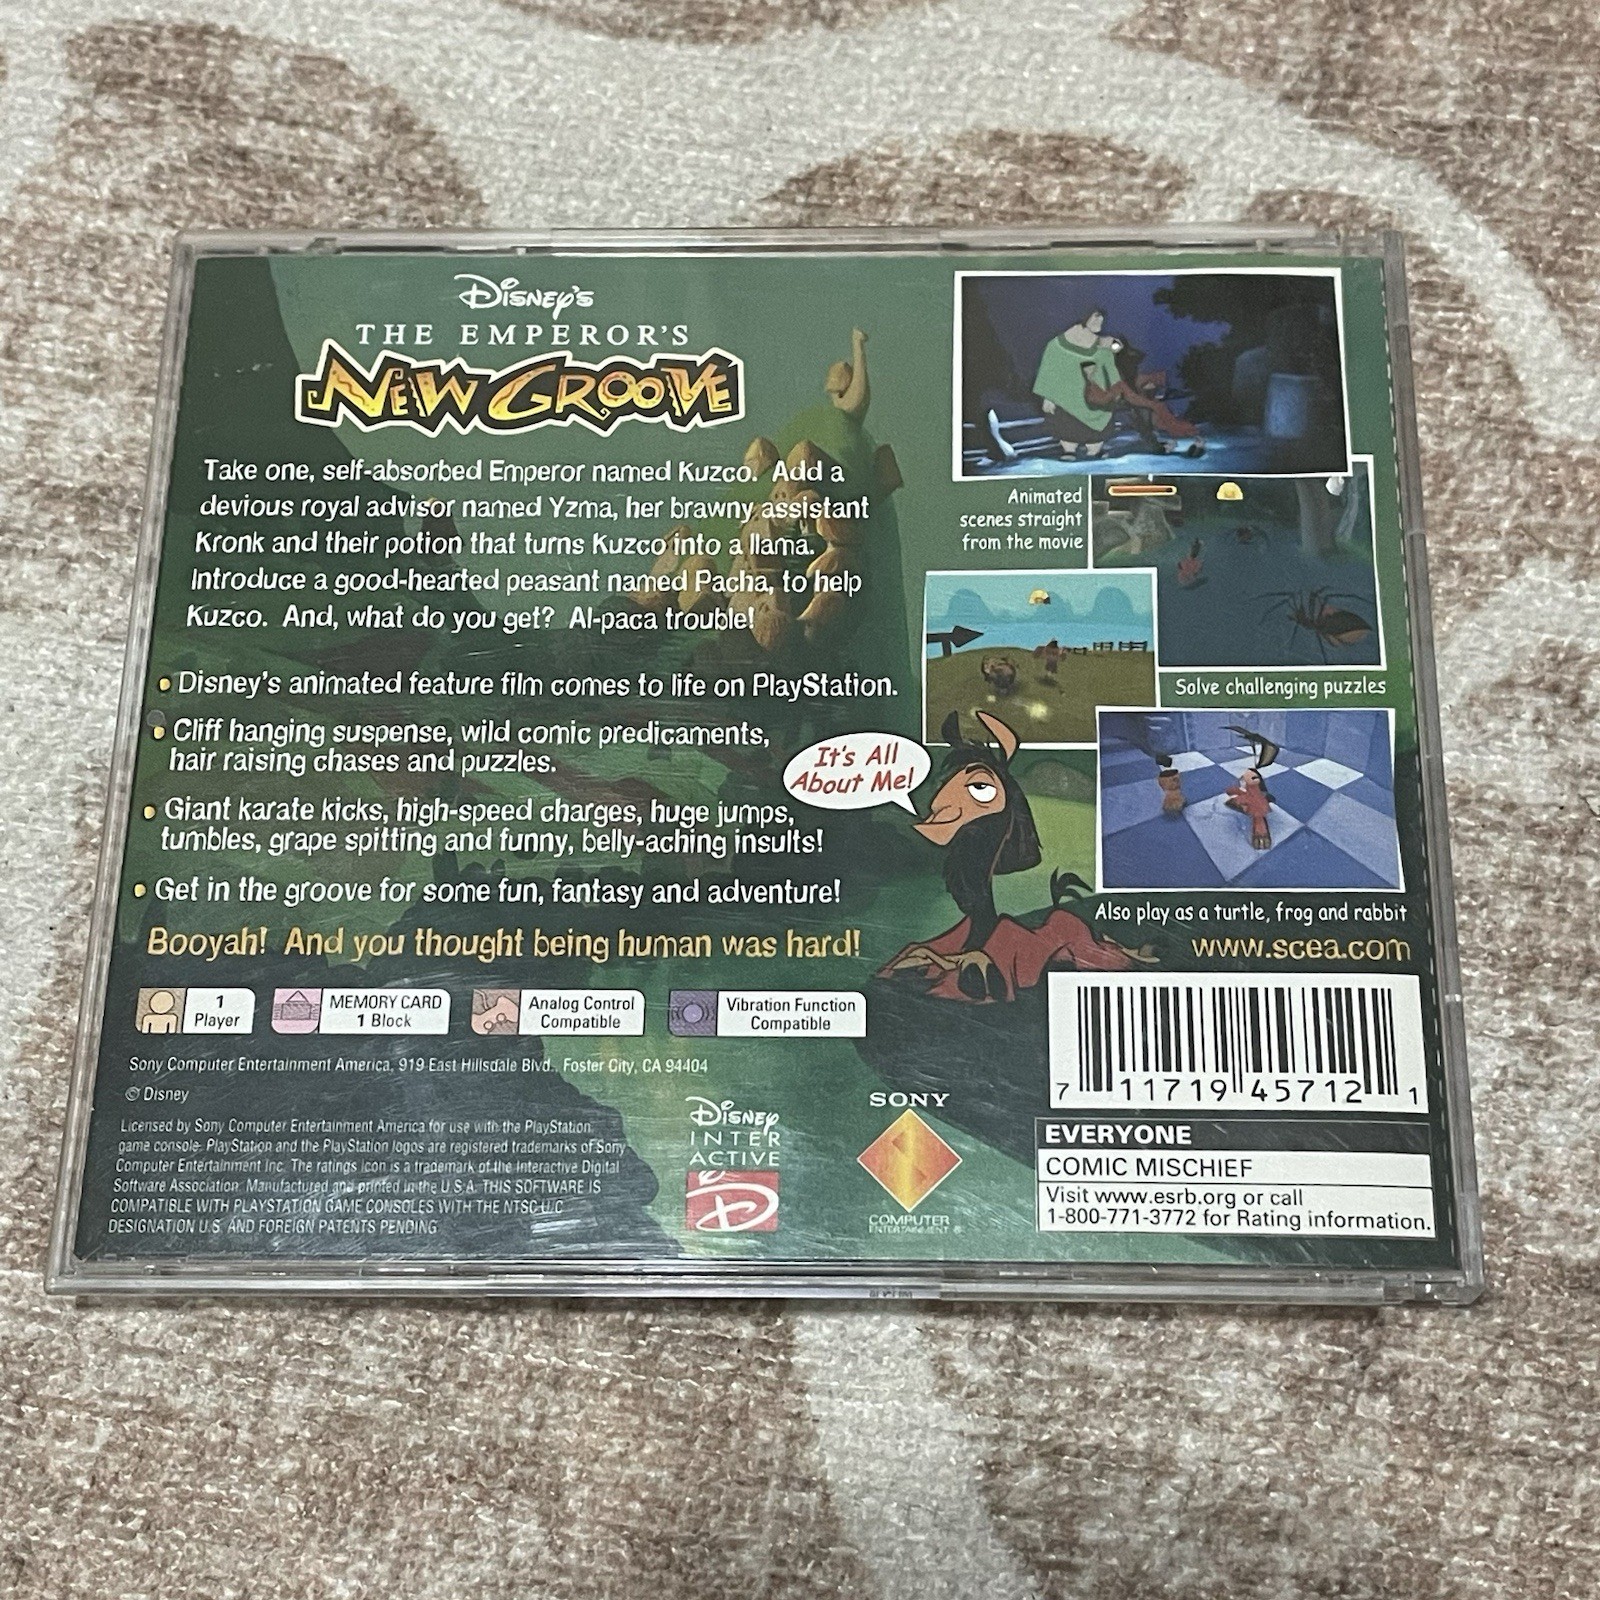 Disney's
THE EMPEROR'S
NEW GROOVE
Take one, self-absorbed Emperor named Kuzco. Add a
devious royal advisor named Yzma, her brawny assistant
Kronk and their potion that turns Kuzco into a llama.
Introduce a good-hearted peasant named Pacha, to help
Kuzco. And, what do you get? Al-paca trouble!
• Disney's animated feature film comes to life on PlayStation.
• Cliff hanging suspense, wild comic predicaments,
hair raising chases and puzzles.
• Giant karate kicks, high-speed charges, huge jumps,
tumbles, grape spitting and funny, belly-aching insults!
• Get in the groove for some fun, fantasy and adventure!
Booyah! And you thought being human was hard!
Animated
scenes straight
from the movie
Solve challenging puzzles
It's All
About Me!
Also play as a turtle, frog and rabbit
www.scea.com
1
Player
MEMORY CARD
1 Block
Analog Control
Compatible
Vibration Function
Compatible
Sony Computer Entertainment America, 919 East Hillsdale Blvd., Foster City, CA 94404
© Disney
Licensed by Sony Computer Entertainment America for use with the PlayStation
game console. PlayStation and the PlayStation logos are registered trademarks of Sony
Computer Entertainment Inc. The ratings icon is a trademark of the Interactive Digital
Software Association. Manufactured and printed in the U.S.A. THIS SOFTWARE IS
COMPATIBLE WITH PLAYSTATION GAME CONSOLES WITH THE NTSC U/C
DESIGNATION U.S. AND FOREIGN PATENTS PENDING.
Disney
INTER
ACTIVE
D
SONY
COMPUTER
ENTERTAINMENT ®
7 11719 45712 1
EVERYONE
COMIC MISCHIEF
Visit www.esrb.org or call
1-800-771-3772 for Rating information.